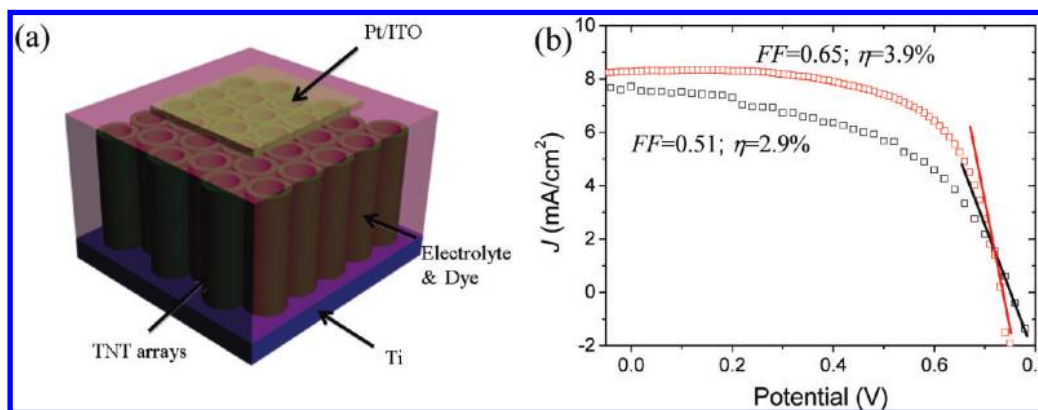 (a)
Pt/ITO
Electrolyte
& Dye
TNT arrays
Ti
(b)
FF=0.65; η=3.9%
FF=0.51; η=2.9%
J (mA/cm²)
10
8
6
4
2
0
-2
0.0
0.2
0.4
0.6
0.
Potential (V)